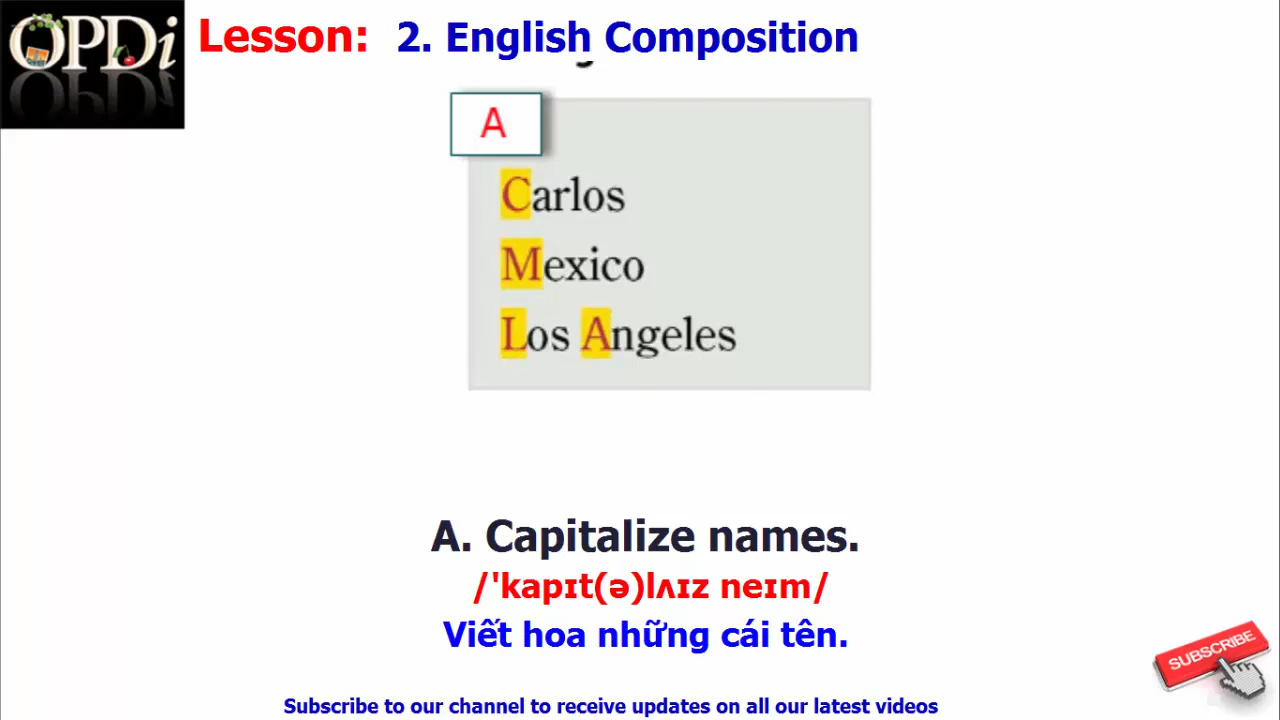 OPDi
Lesson: 2. English Composition
A
Carlos
Mexico
Los Angeles
A. Capitalize names.
/ˈkapɪt(ə)lʌɪz neɪm/
Viết hoa những cái tên.
SUBSCRIBE
Subscribe to our channel to receive updates on all our latest videos